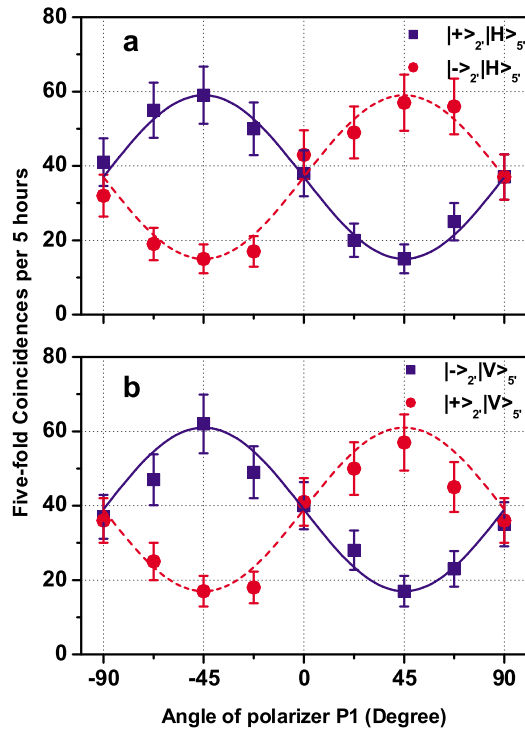 a
|+>2'|H>5'
|->2'|H>5'
80
60
40
20
0
b
|->2'|V>5'
|+>2'|V>5'
80
60
40
20
0
-90
-45
0
45
90
Five-fold Coincidences per 5 hours
Angle of polarizer P1 (Degree)